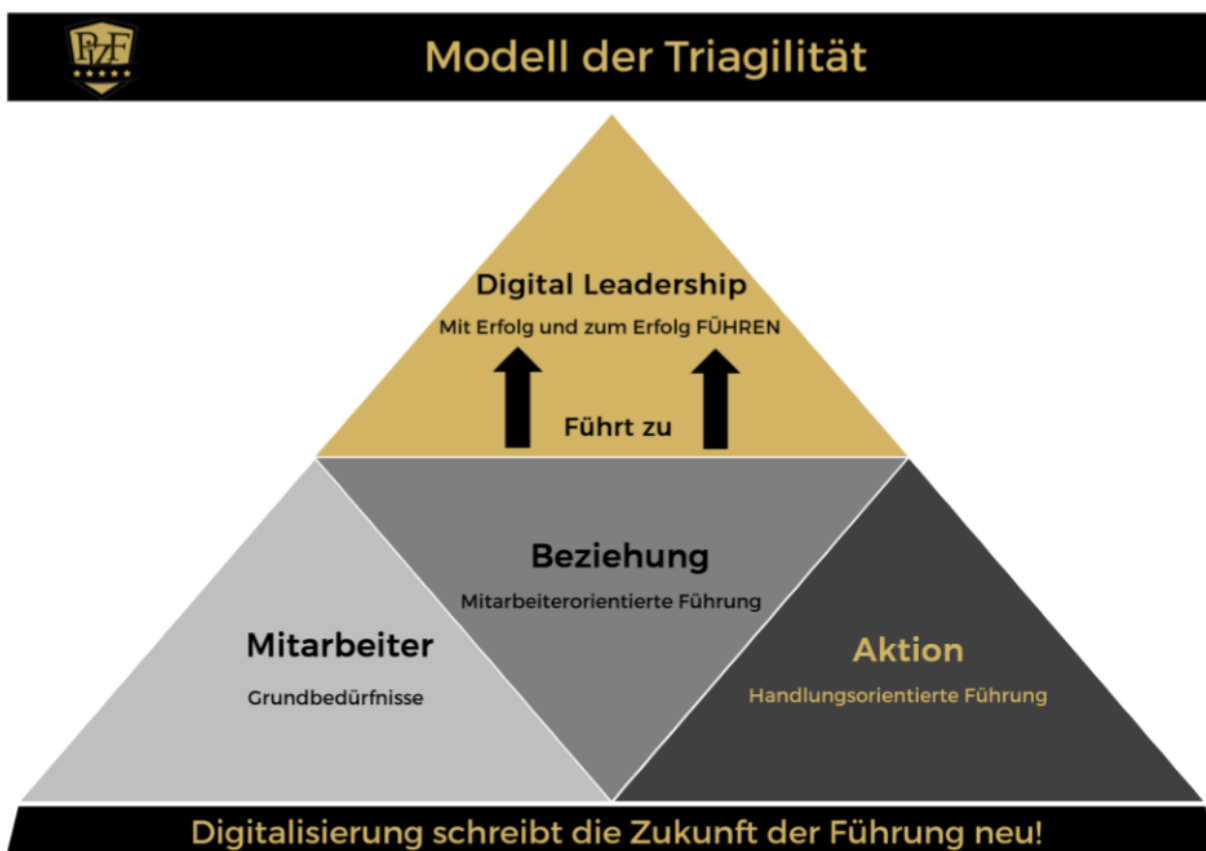 PizF
Modell der Triagilität
Digital Leadership
Mit Erfolg und zum Erfolg FÜHREN
Führt zu
Beziehung
Mitarbeiterorientierte Führung
Mitarbeiter
Grundbedürfnisse
Aktion
Handlungsorientierte Führung
Digitalisierung schreibt die Zukunft der Führung neu!